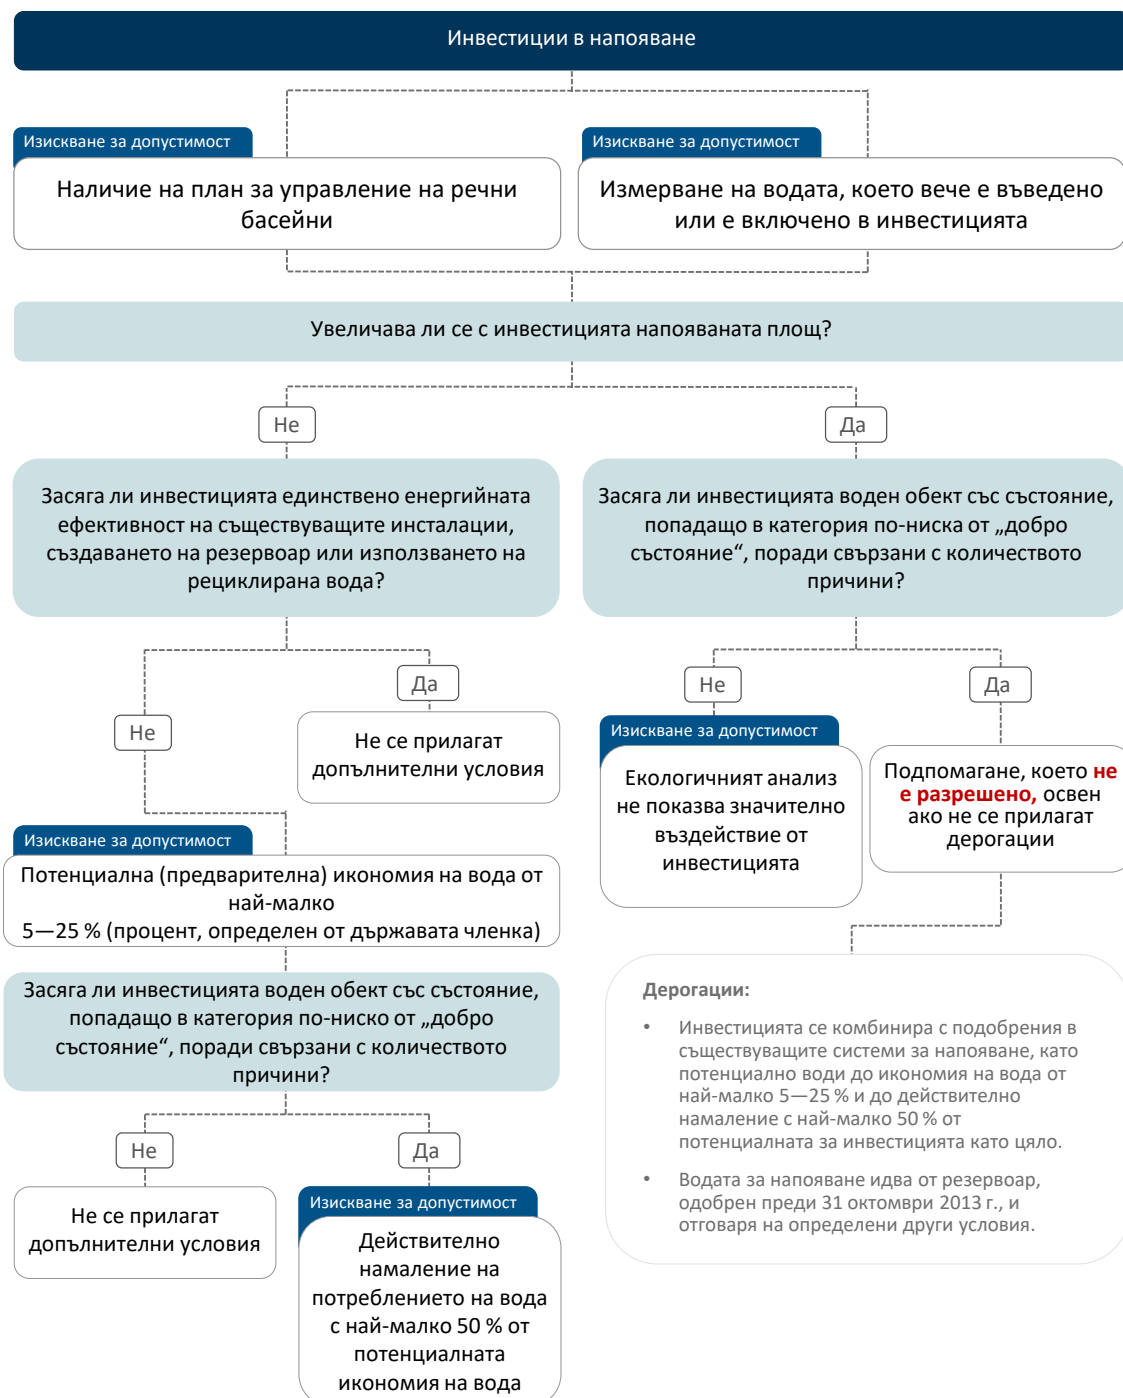 Инвестиции в напояване
Изискване за допустимост
Наличие на план за управление на речни
басейни
Изискване за допустимост
Измерване на водата, което вече е въведено
или е включено в инвестицията
Увеличава ли се с инвестицията напояваната площ?
Не
Да
Засяга ли инвестицията единствено енергийната
ефективност на съществуващите инсталации,
създаването на резервоар или използването на
рециклирана вода?
Засяга ли инвестицията воден обект със състояние,
попадащо в категория по-ниска от „добро
състояние“, поради свързани с количеството
причини?
Не
Да
Не се прилагат
допълнителни условия
Не
Да
Изискване за допустимост
Екологичният анализ
не показва значително
въздействие от
инвестицията
Подпомагане, което не
е разрешено, освен
ако не се прилагат
дерогации
Изискване за допустимост
Потенциална (предварителна) икономия на вода от
най-малко
5—25 % (процент, определен от държавата членка)
Засяга ли инвестицията воден обект със състояние,
попадащо в категория по-ниско от „добро
състояние“, поради свързани с количеството
причини?
Не
Да
Не се прилагат
допълнителни условия
Изискване за допустимост
Действително
намаление на
потреблението на вода
с най-малко 50 % от
потенциалната
икономия на вода
Дерогации:
• Инвестицията се комбинира с подобрения в
съществуващите системи за напояване, като
потенциално води до икономия на вода от
най-малко 5—25 % и до действително
намаление с най-малко 50 % от
потенциалната за инвестицията като цяло.
• Водата за напояване идва от резервоар,
одобрен преди 31 октомври 2013 г., и
отговаря на определени други условия.